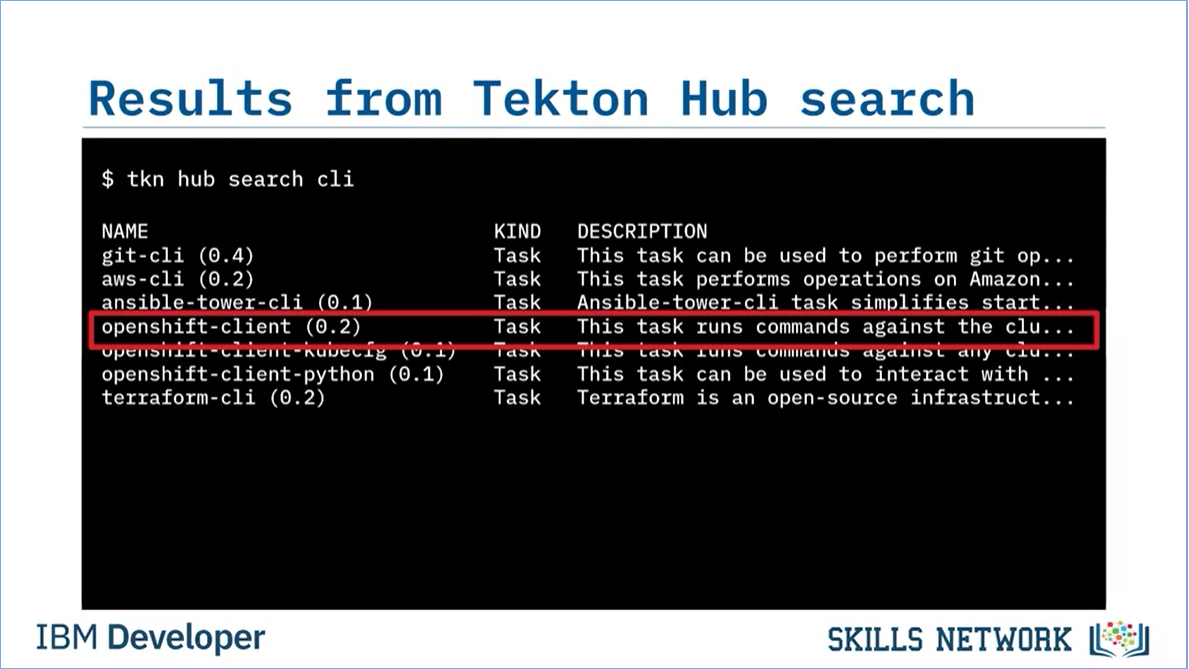 Results from Tekton Hub search
$ tkn hub search cli
NAME KIND DESCRIPTION
git-cli (0.4) Task This task can be used to perform git op...
aws-cli (0.2) Task This task performs operations on Amazon...
ansible-tower-cli (0.1) Task Ansible-tower-cli task simplifies start...
openshift-client (0.2) Task This task runs commands against the clu...
openshift-client-kubecfg (0.1) Task This task runs commands against any clu...
openshift-client-python (0.1) Task This task can be used to interact with ...
terraform-cli (0.2) Task Terraform is an open-source infrastruct...
IBM Developer
SKILLS NETWORK